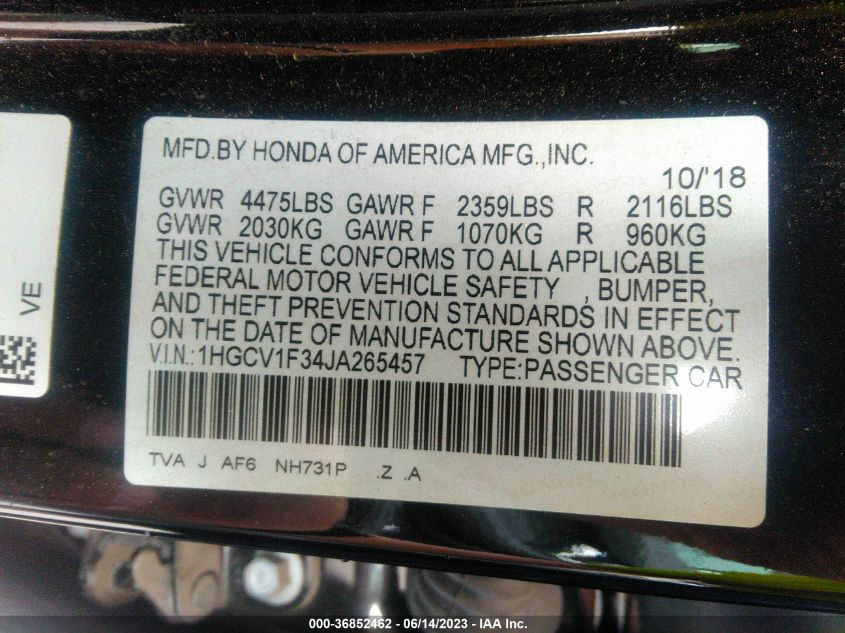 MFD.BY HONDA OF AMERICA MFG.,INC.
10/'18
GVWR 4475LBS GAWR F 2359LBS R 2116LBS
GVWR 2030KG GAWR F 1070KG R 960KG
THIS VEHICLE CONFORMS TO ALL APPLICABLE
FEDERAL MOTOR VEHICLE SAFETY , BUMPER,
AND THEFT PREVENTION STANDARDS IN EFFECT
ON THE DATE OF MANUFACTURE SHOWN ABOVE.
V.I.N.:1HGCV1F34JA265457 TYPE:PASSENGER CAR
TVA J AF6 NH731P .Z .A
VE
000-36852462 - 06/14/2023 - IAA Inc.